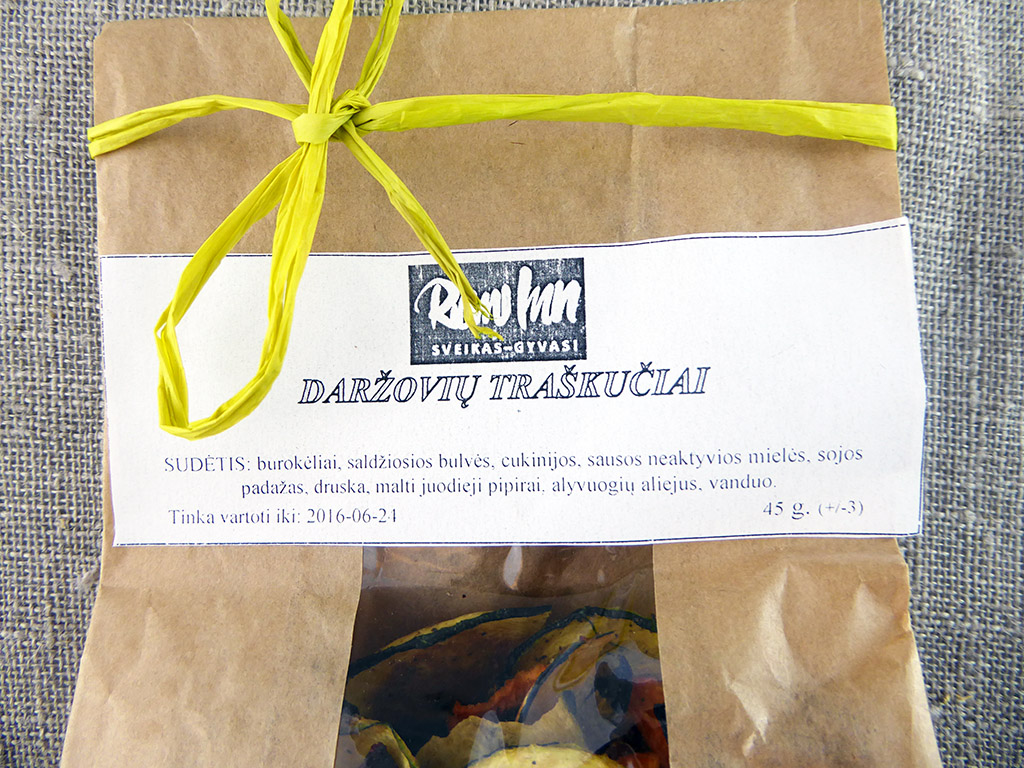 Raw Inn
SVEIKAS-GYVASI
DARŽOVIŲ TRAŠKUČIAI
SUDĖTIS: burokėliai, saldžiosios bulvės, cukinijos, sausos neaktyvios mielės, sojos
padažas, druska, malti juodieji pipirai, alyvuogių aliejus, vanduo.
Tinka vartoti iki: 2016-06-24 45 g. (+/-3)